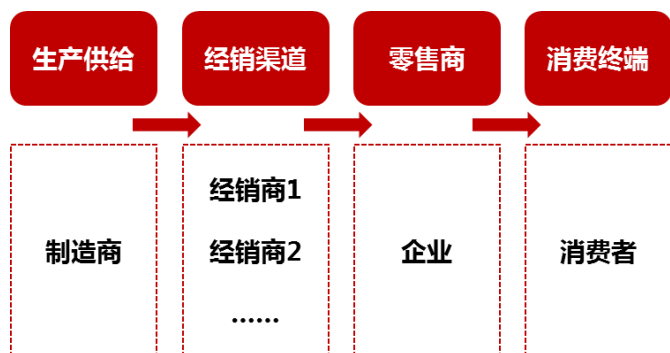 生产供给
经销渠道
零售商
消费终端
制造商
经销商1
经销商2
......
企业
消费者